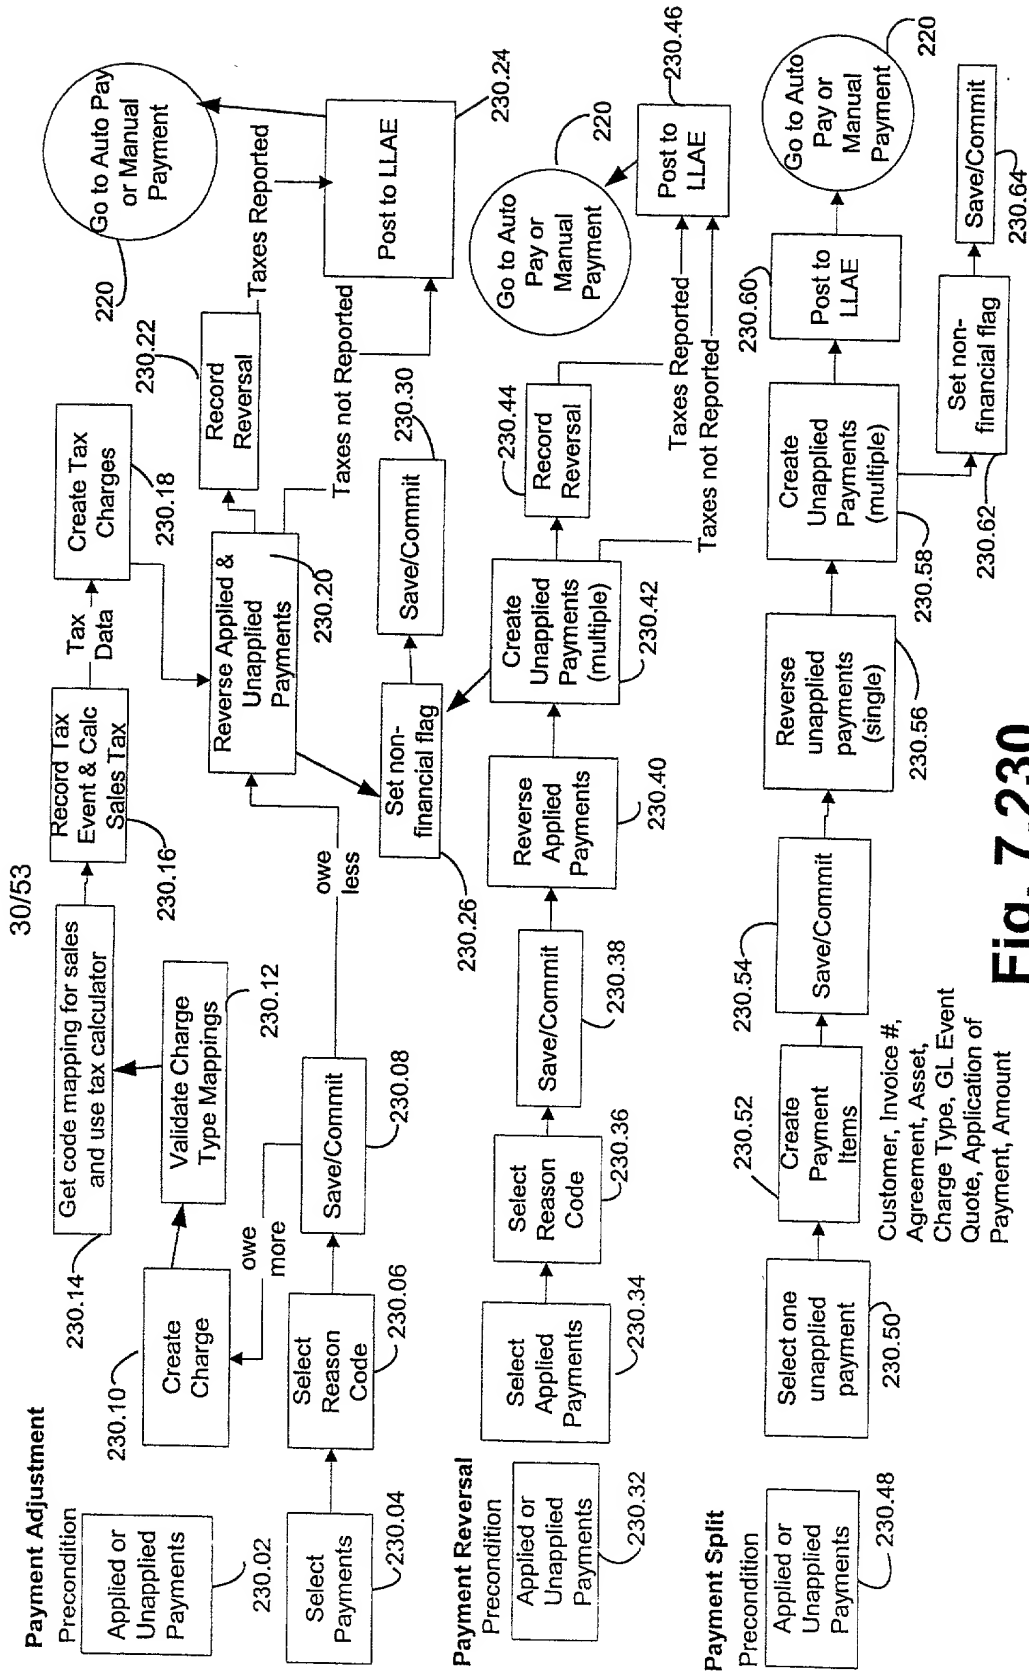 30/53
Payment Adjustment
Precondition
Applied or
Unapplied
Payments
230.02
Select
Payments
230.04
Select
Reason
Code
230.06
Save/Commit
230.08
owe
more
owe
less
Create
Charge
230.10
Validate Charge
Type Mappings
230.12
Get code mapping for sales
and use tax calculator
230.14
Record Tax
Event & Calc
Sales Tax
230.16
Tax
Data
Create Tax
Charges
230.18
Reverse Applied &
Unapplied
Payments
230.20
Record
Reversal
230.22
Taxes Reported
Taxes not Reported
Post to LLAE
230.24
Go to Auto Pay
or Manual
Payment
220
Set non-
financial flag
230.26
Save/Commit
230.30
Payment Reversal
Precondition
Applied or
Unapplied
Payments
230.32
Select
Applied
Payments
230.34
Select
Reason
Code
230.36
Save/Commit
230.38
Reverse
Applied
Payments
230.40
Create
Unapplied
Payments
(multiple)
230.42
Record
Reversal
230.44
Taxes Reported
Taxes not Reported
Post to
LLAE
230.46
Go to Auto
Pay or
Manual
Payment
220
Payment Split
Precondition
Applied or
Unapplied
Payments
230.48
Select one
unapplied
payment
230.50
Create
Payment
Items
230.52
Customer, Invoice #,
Agreement, Asset,
Charge Type, GL Event
Quote, Application of
Payment, Amount
Save/Commit
230.54
Reverse
unapplied
payments
(single)
230.56
Create
Unapplied
Payments
(multiple)
230.58
Post to
LLAE
230.60
Go to Auto
Pay or
Manual
Payment
220
Set non-
financial flag
230.62
Save/Commit
230.64
Fig. 7.230